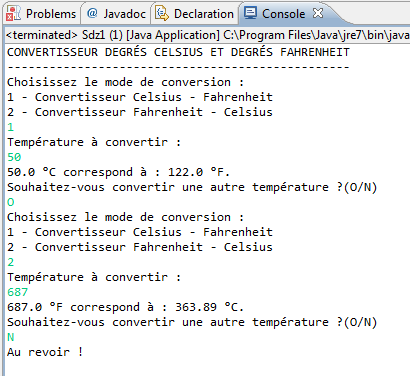 Problems @ Javadoc Declaration Console
<terminated> Sdz1 (1) [Java Application] C:\Program Files\Java\jre7\bin\java
CONVERTISSEUR DEGRÉS CELSIUS ET DEGRÉS FAHRENHEIT
-------------------------------------------------
Choisissez le mode de conversion :
1 - Convertisseur Celsius - Fahrenheit
2 - Convertisseur Fahrenheit - Celsius
1
Température à convertir :
50
50.0 °C correspond à : 122.0 °F.
Souhaitez-vous convertir une autre température ?(O/N)
O
Choisissez le mode de conversion :
1 - Convertisseur Celsius - Fahrenheit
2 - Convertisseur Fahrenheit - Celsius
2
Température à convertir :
687
687.0 °F correspond à : 363.89 °C.
Souhaitez-vous convertir une autre température ?(O/N)
N
Au revoir !